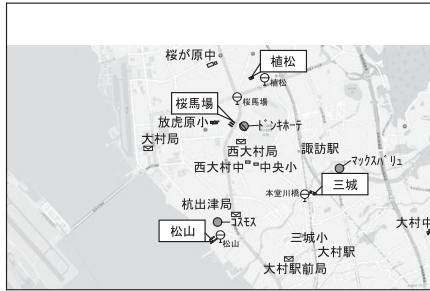 桜が原中
植松
植松
桜馬場
桜馬場
放虎原小
ﾄﾞﾝｷﾎｰﾃ
大村局
西大村局
諏訪駅
西大村中
中央小
ﾏｯｸｽﾊﾞﾘｭ
三城
本堂川橋
杭出津局
ｺｽﾓｽ
松山
松山
三城小
大村駅
大村中
大村駅前局